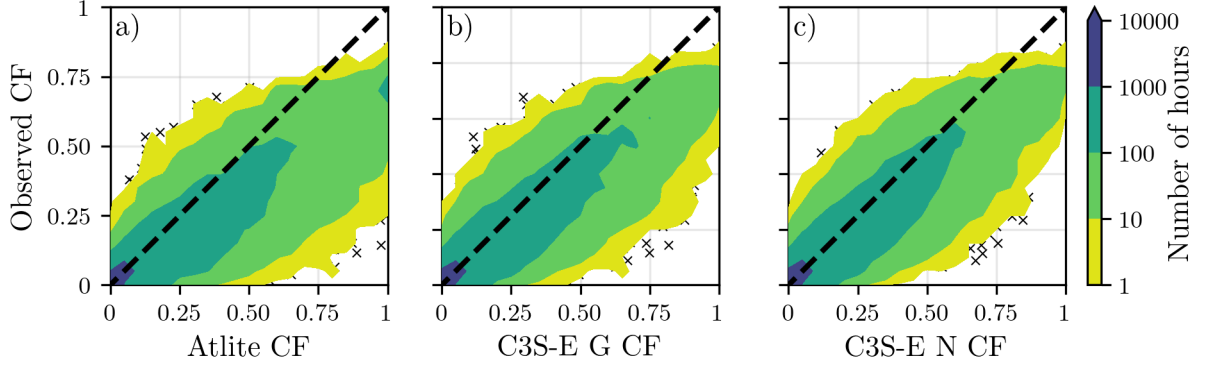 a)
b)
c)
1
0.75
0.50
0.25
0
Observed CF
0 0.25 0.50 0.75 1
0 0.25 0.50 0.75 1
0 0.25 0.50 0.75 1
Atlite CF
C3S-E G CF
C3S-E N CF
10000
1000
100
10
1
Number of hours